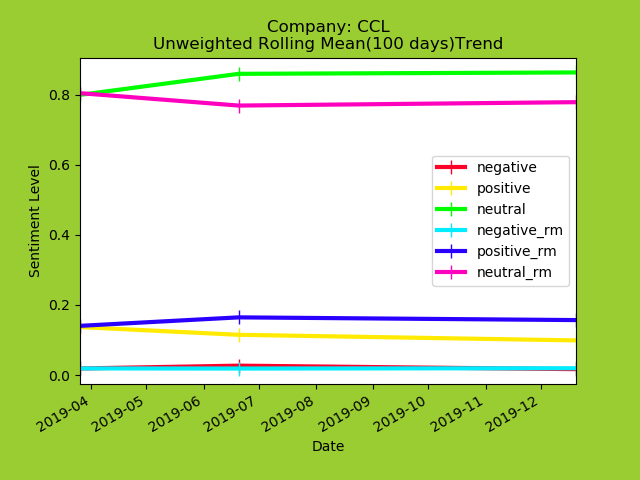 Company: CCL
Unweighted Rolling Mean(100 days)Trend
Sentiment Level
0.8
0.6
0.4
0.2
0.0
negative
positive
neutral
negative_rm
positive_rm
neutral_rm
2019-04
2019-05
2019-06
2019-07
2019-08
2019-09
2019-10
2019-11
2019-12
Date